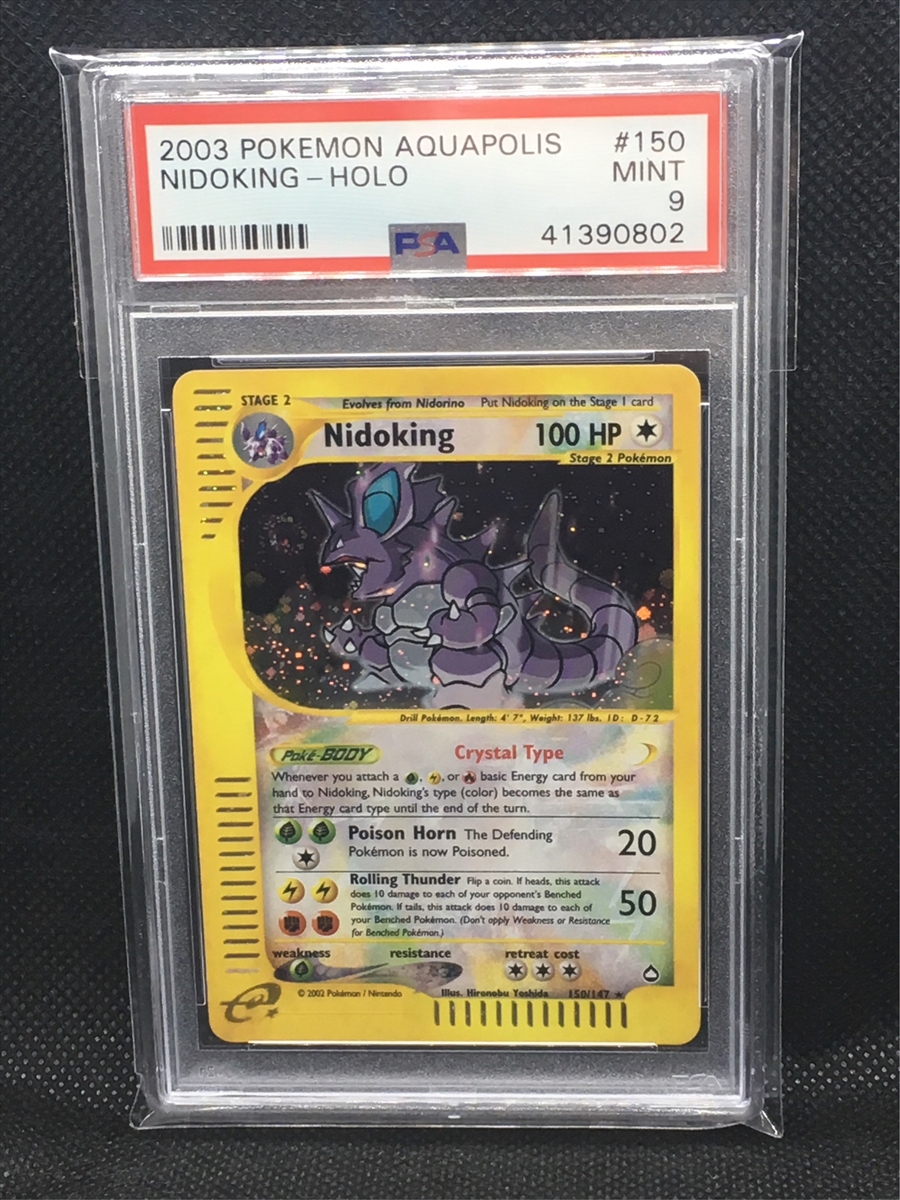 2003 POKEMON AQUAPOLIS #150
NIDOKING - HOLO MINT
9
PSA 41390802
STAGE 2 Evolves from Nidorino Put Nidoking on the Stage 1 card
Nidoking 100 HP
Stage 2 Pokémon
Drill Pokémon. Length: 4' 7", Weight: 137 lbs. ID: D-72
Poké-BODY Crystal Type
Whenever you attach a , , or basic Energy card from your
hand to Nidoking, Nidoking's type (color) becomes the same as
that Energy card type until the end of the turn.
Poison Horn The Defending
Pokémon is now Poisoned. 20
Rolling Thunder Flip a coin. If heads, this attack
does 10 damage to each of your opponent's Benched
Pokémon. If tails, this attack does 10 damage to each of
your Benched Pokémon. (Don't apply Weakness or Resistance
for Benched Pokémon.) 50
weakness resistance retreat cost
© 2002 Pokémon / Nintendo Illus. Hironobu Yoshida 150/147 ★
e